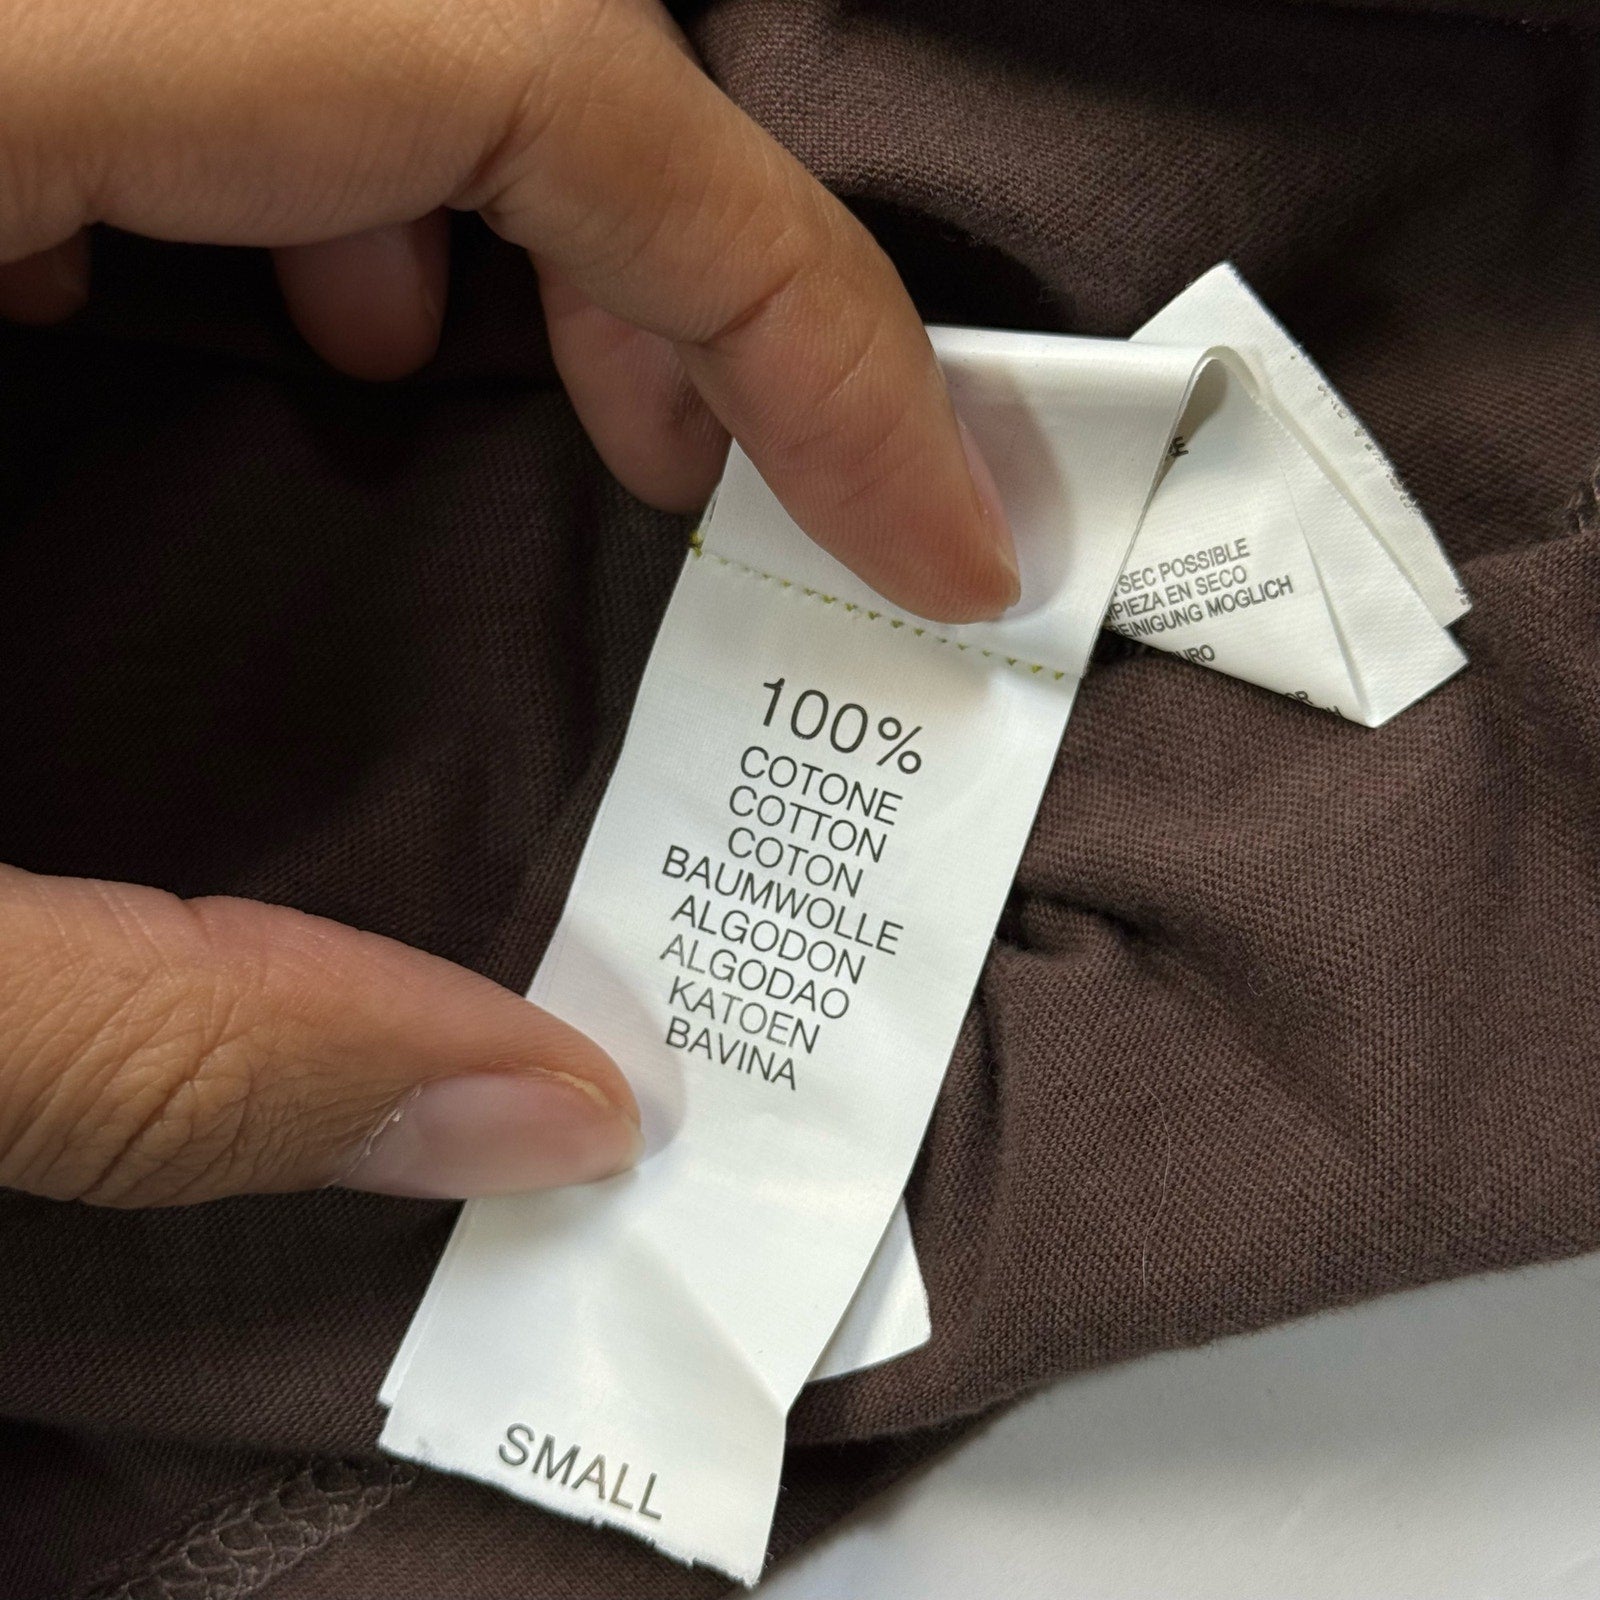 100%
COTONE
COTTON
COTON
BAUMWOLLE
ALGODON
ALGODAO
KATOEN
BAVINA
SMALL
SEC POSSIBLE
EN SECO
MOGLICH